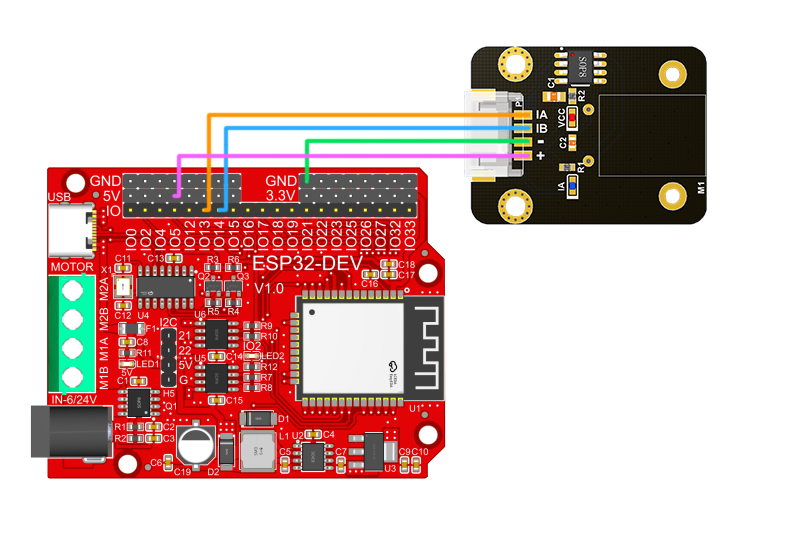 SOP8
C1
R2
P1
IA
IB
-
+
VCC
C2
R1
IA
M1
GND
5V
IO
GND
3.3V
USB
IO0
IO2
IO4
IO5
IO12
IO13
IO14
IO15
IO16
IO17
IO18
IO19
IO21
IO22
IO23
IO25
IO26
IO27
IO32
IO33
MOTOR
X1
C11
C13
R3
R6
ESP32-DEV
V1.0
C18
C17
C16
Q2
Q3
R5
R4
M2A
M2B
M1A
M1B
C12
U4
F1
I2C
21
22
5V
G
H5
U6
U5
R9
R10
IO2
LED2
R12
R7
R8
C14
C15
C8
R11
5V
LED1
IN-6/24V
Q1
R1
R2
C2
C3
C6
C19
D2
D1
L1
U2
C4
C5
C7
U3
C9
C10
U1